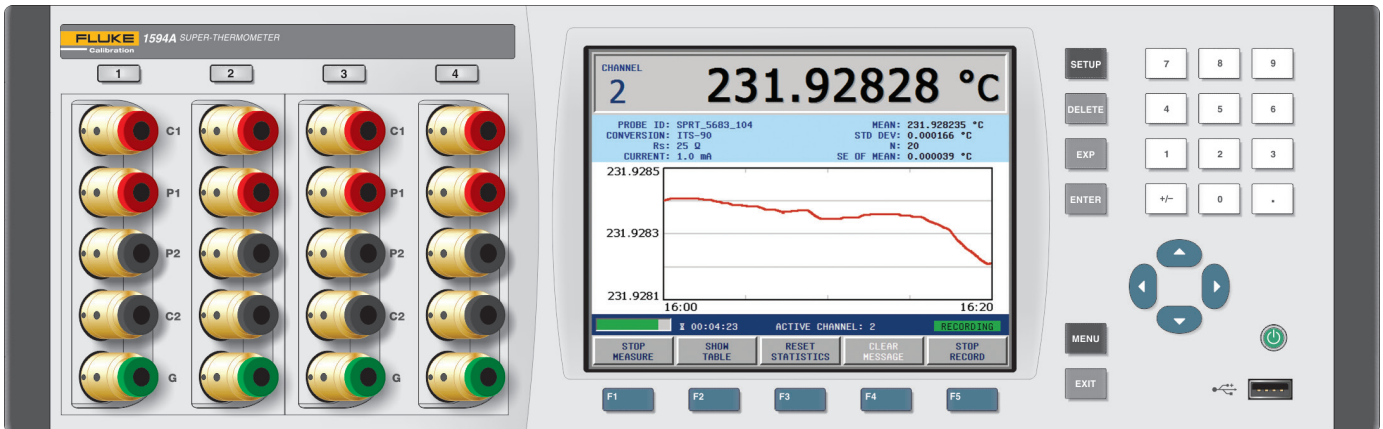 FLUKE 1594A SUPER-THERMOMETER
Calibration
1 2 3 4
C1 C1
P1 P1
P2 P2
C2 C2
G G
CHANNEL
2 231.92828 °C
PROBE ID: SPRT_5683_104 MEAN: 231.928235 °C
CONVERSION: ITS-90 STD DEV: 0.000166 °C
Rs: 25 Ω N: 20
CURRENT: 1.0 mA SE OF MEAN: 0.000039 °C
231.9285
231.9283
231.9281
16:00 16:20
00:04:23 ACTIVE CHANNEL: 2 RECORDING
STOP MEASURE
SHOW TABLE
RESET STATISTICS
CLEAR MESSAGE
STOP RECORD
F1 F2 F3 F4 F5
SETUP 7 8 9
DELETE 4 5 6
EXP 1 2 3
ENTER +/− 0 .
MENU
EXIT